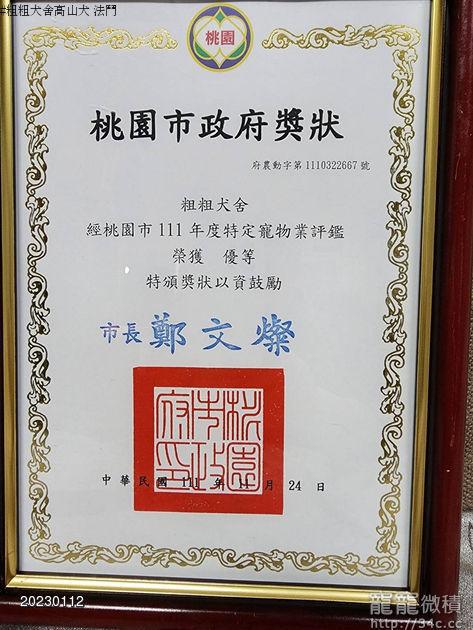 #粗粗犬舍高山犬 法鬥
桃園
桃園市政府獎狀
府農動字第1110322667號
粗粗犬舍
經桃園市111年度特定寵物業評鑑
榮獲 優等
特頒獎狀以資鼓勵
市長 鄭文燦
桃園市政府印
中華民國 111 年 11 月 24 日
20230112
龍龍微積
http://34c.cc